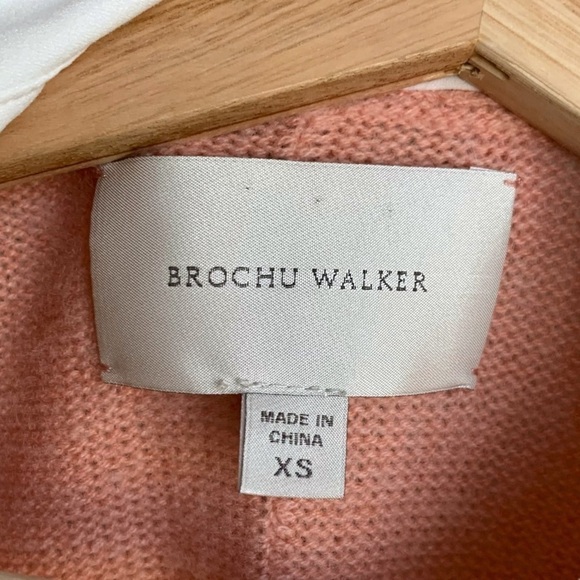 BROCHU WALKER
MADE IN
CHINA
XS